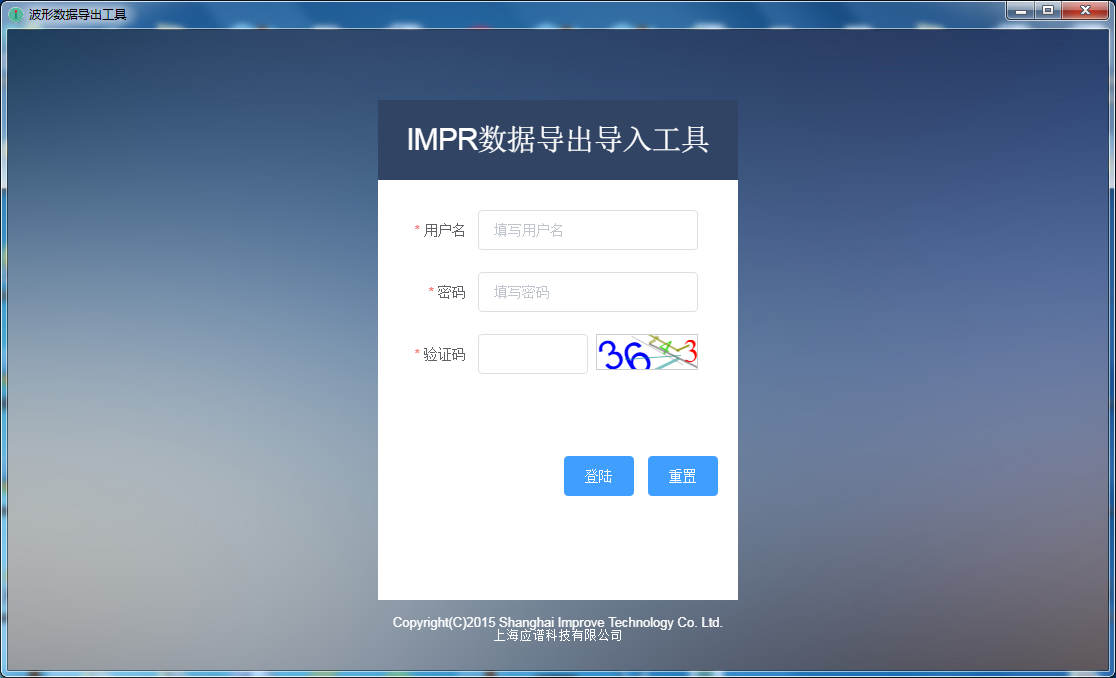 波形数据导出工具
IMPR数据导出导入工具
* 用户名
填写用户名
* 密码
填写密码
* 验证码
登陆
重置
Copyright(C)2015 Shanghai Improve Technology Co. Ltd.
上海应谱科技有限公司